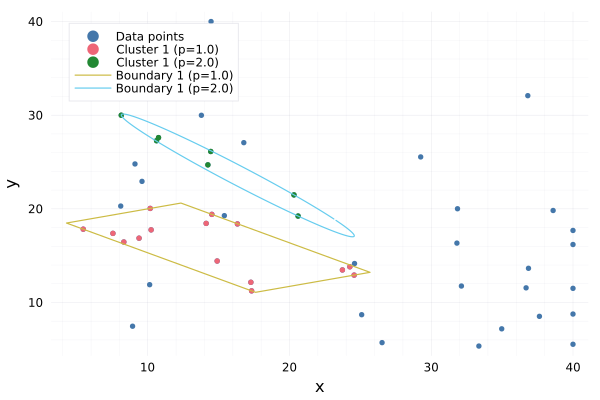 40
30
20
10
y
Data points
Cluster 1 (p=1.0)
Cluster 1 (p=2.0)
Boundary 1 (p=1.0)
Boundary 1 (p=2.0)
10 20 30 40
x